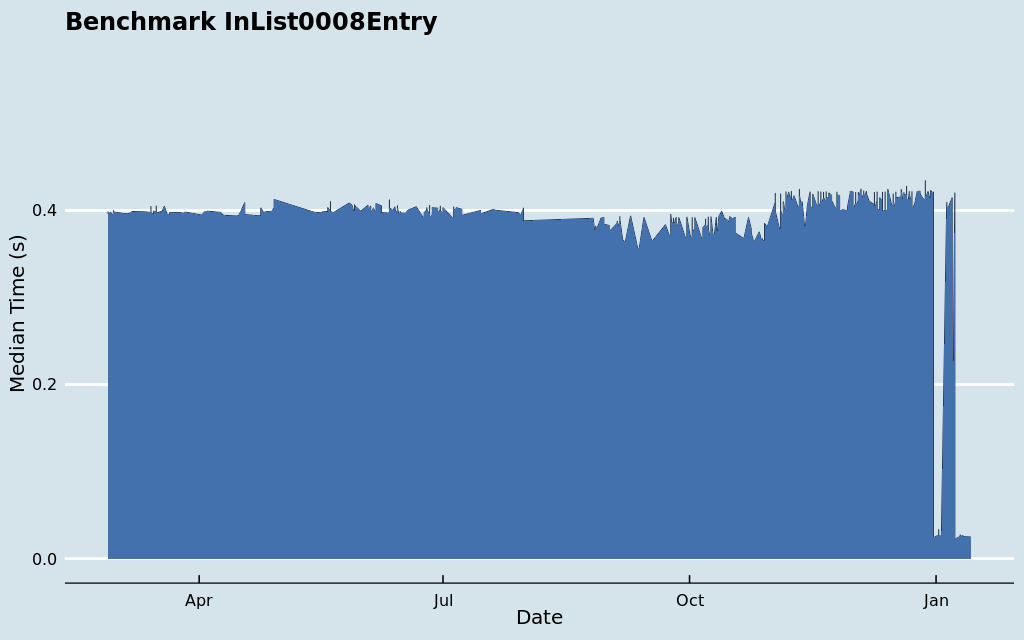 Benchmark InList0008Entry
Median Time (s)
0.4
0.2
0.0
Apr Jul Oct Jan
Date